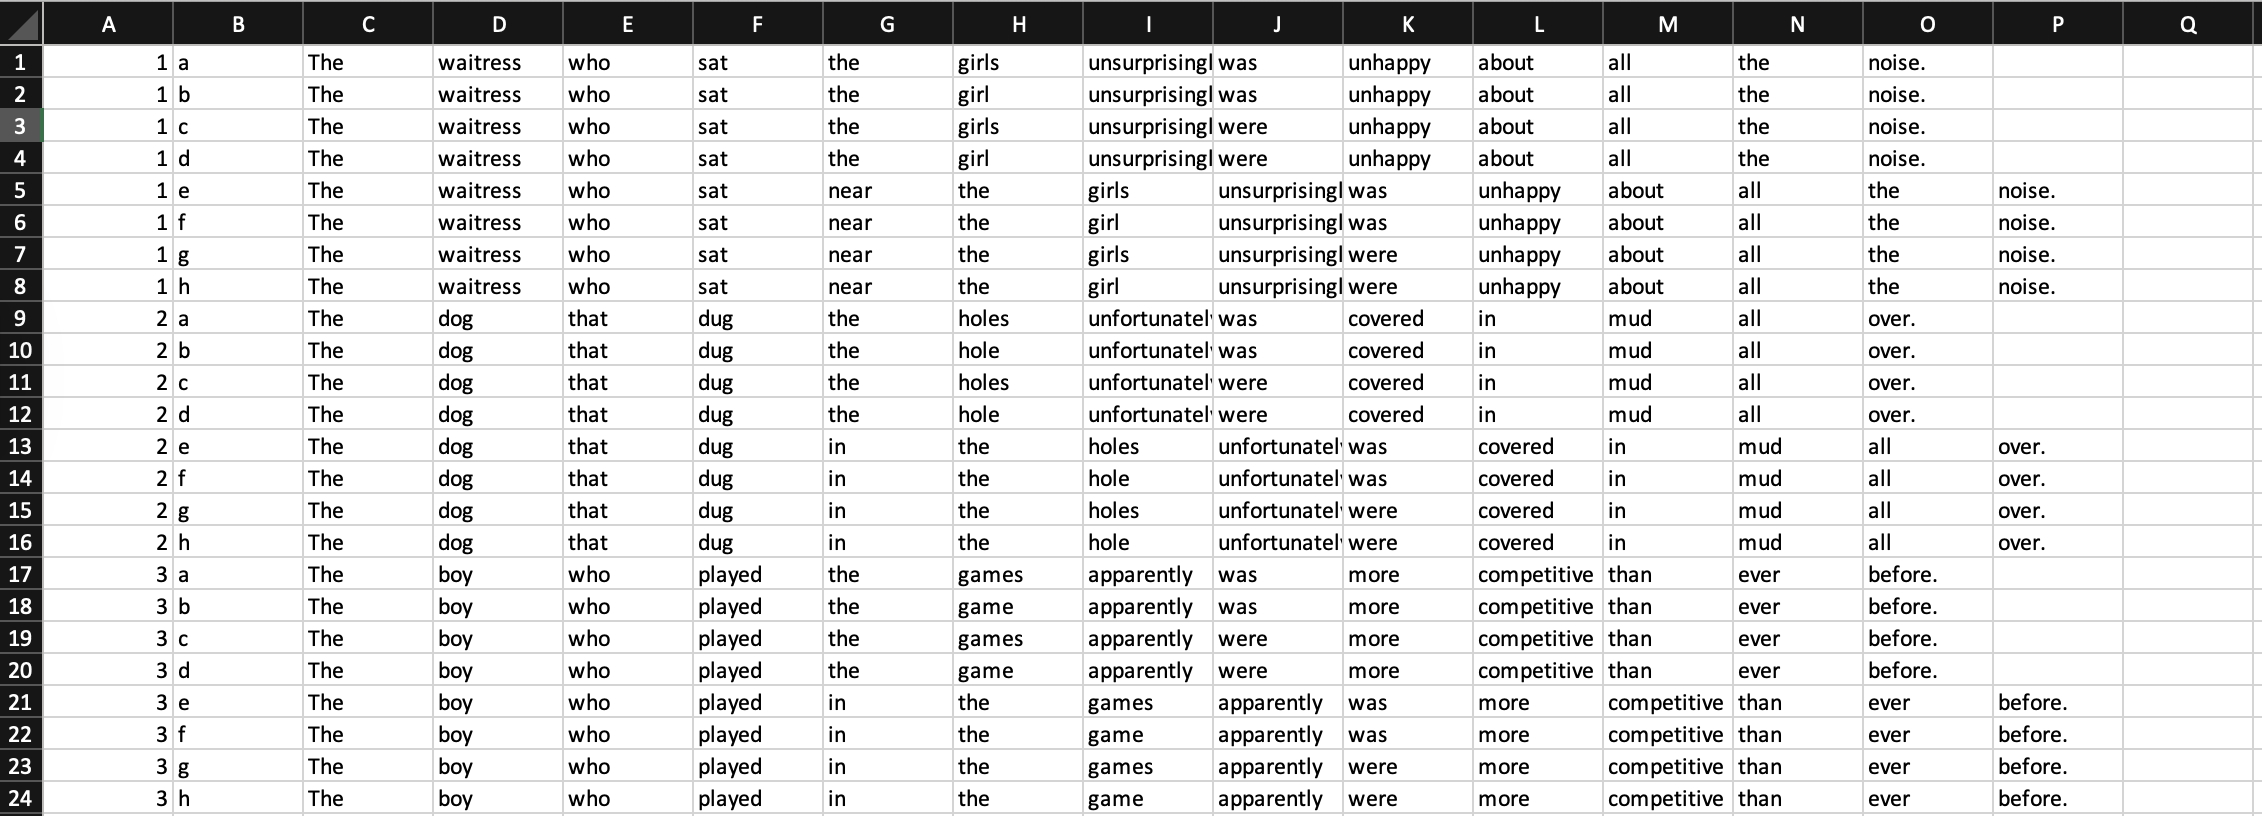 A B C D E F G H I J K L M N O P Q
1 1 a The waitress who sat the girls unsurprisingl was unhappy about all the noise.
2 1 b The waitress who sat the girl unsurprisingl was unhappy about all the noise.
3 1 c The waitress who sat the girls unsurprisingl were unhappy about all the noise.
4 1 d The waitress who sat the girl unsurprisingl were unhappy about all the noise.
5 1 e The waitress who sat near the girls unsurprisingl was unhappy about all the noise.
6 1 f The waitress who sat near the girl unsurprisingl was unhappy about all the noise.
7 1 g The waitress who sat near the girls unsurprisingl were unhappy about all the noise.
8 1 h The waitress who sat near the girl unsurprisingl were unhappy about all the noise.
9 2 a The dog that dug the holes unfortunatel was covered in mud all over.
10 2 b The dog that dug the hole unfortunatel was covered in mud all over.
11 2 c The dog that dug the holes unfortunatel were covered in mud all over.
12 2 d The dog that dug the hole unfortunatel were covered in mud all over.
13 2 e The dog that dug in the holes unfortunatel was covered in mud all over.
14 2 f The dog that dug in the hole unfortunatel was covered in mud all over.
15 2 g The dog that dug in the holes unfortunatel were covered in mud all over.
16 2 h The dog that dug in the hole unfortunatel were covered in mud all over.
17 3 a The boy who played the games apparently was more competitive than ever before.
18 3 b The boy who played the game apparently was more competitive than ever before.
19 3 c The boy who played the games apparently were more competitive than ever before.
20 3 d The boy who played the game apparently were more competitive than ever before.
21 3 e The boy who played in the games apparently was more competitive than ever before.
22 3 f The boy who played in the game apparently was more competitive than ever before.
23 3 g The boy who played in the games apparently were more competitive than ever before.
24 3 h The boy who played in the game apparently were more competitive than ever before.